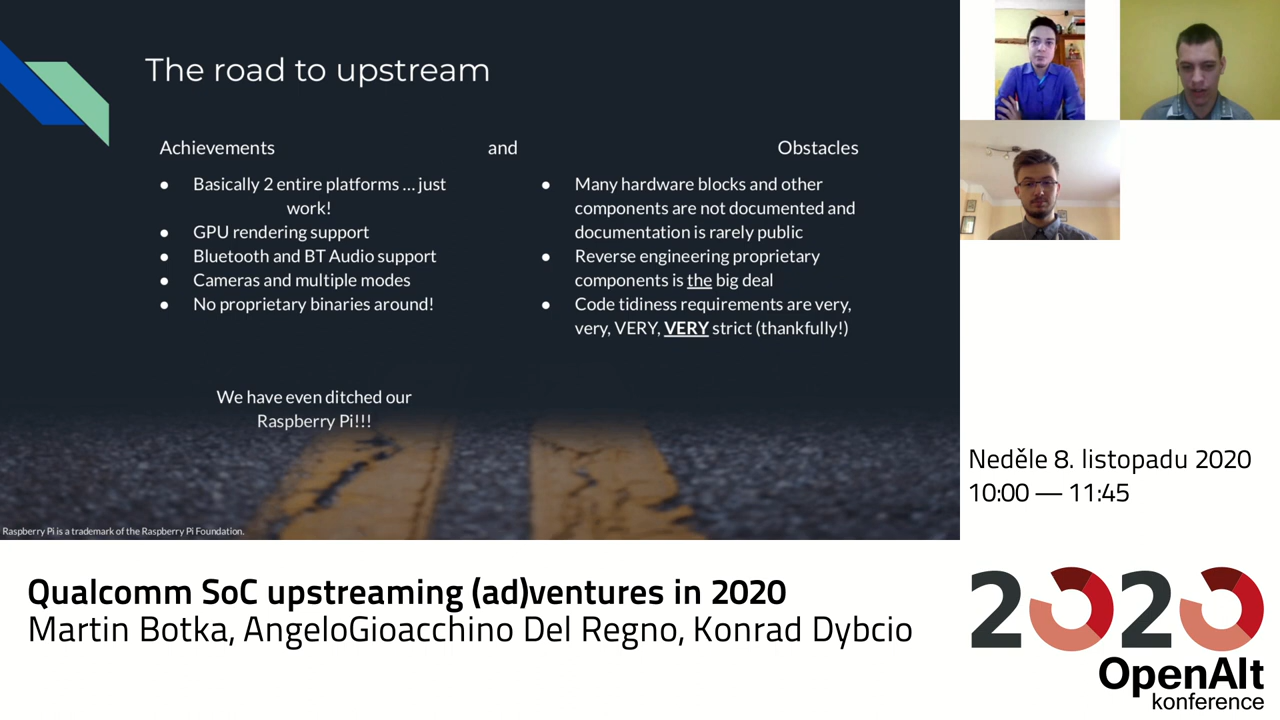 The road to upstream
Achievements and Obstacles
● Basically 2 entire platforms ... just
work!
● GPU rendering support
● Bluetooth and BT Audio support
● Cameras and multiple modes
● No proprietary binaries around!
● Many hardware blocks and other
components are not documented and
documentation is rarely public
● Reverse engineering proprietary
components is the big deal
● Code tidiness requirements are very,
very, VERY, VERY strict (thankfully!)
We have even ditched our
Raspberry Pi!!!
Raspberry Pi is a trademark of the Raspberry Pi Foundation.
Neděle 8. listopadu 2020
10:00 — 11:45
Qualcomm SoC upstreaming (ad)ventures in 2020
Martin Botka, AngeloGioacchino Del Regno, Konrad Dybcio
2020
OpenAlt
konference